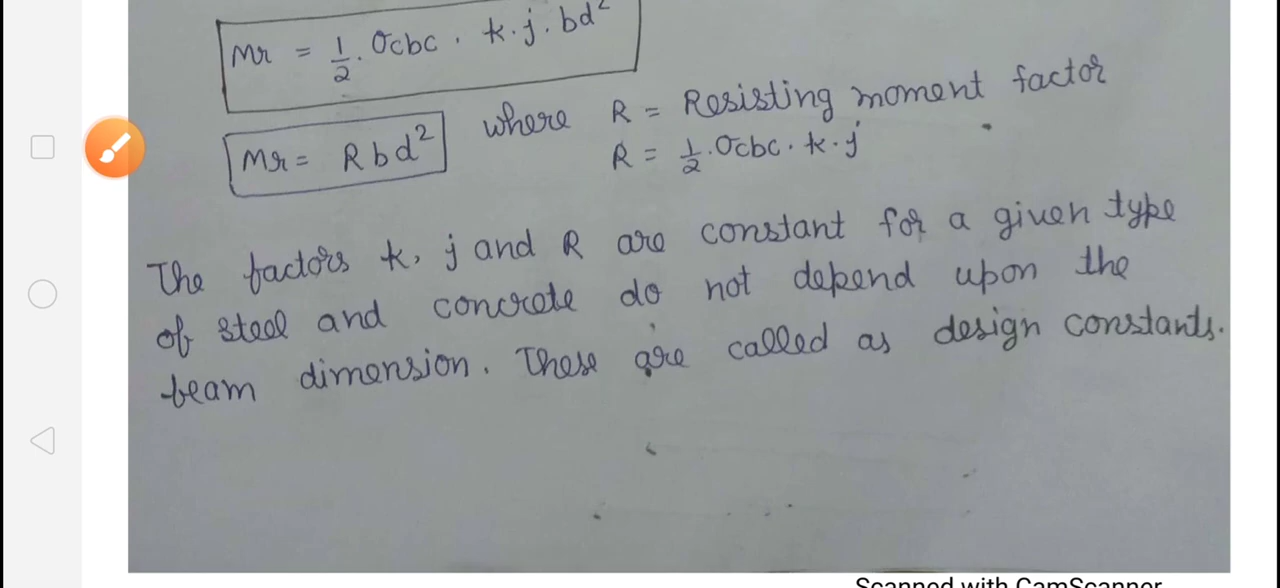 Mr = 1/2 . σcbc . k . j . bd²
Mr = R b d² where R = Resisting moment factor
R = 1/2 . σcbc . k . j
The factors k, j and R are constant for a given type
of steel and concrete do not depend upon the
beam dimension. These are called as design constants.
Scanned with CamScanner